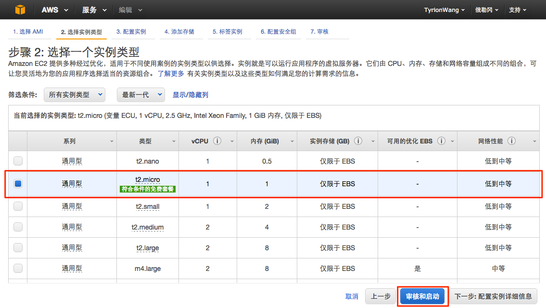 AWS 服务 编辑 TyrionWang 俄勒冈 支持
1. 选择 AMI 2. 选择实例类型 3. 配置实例 4. 添加存储 5. 标签实例 6. 配置安全组 7. 审核
步骤 2: 选择一个实例类型
Amazon EC2 提供多种经过优化，适用于不同使用案例的实例类型以供选择。实例就是可以运行应用程序的虚拟服务器。它们由 CPU、内存、存储和网络容量组成不同的组合，可
让您灵活地为您的应用程序选择适当的资源组合。 了解更多 有关实例类型以及这些类型如何满足您的计算需求的信息。
筛选条件: 所有实例类型 最新一代 显示/隐藏列
当前选择的实例类型: t2.micro (变量 ECU, 1 vCPU, 2.5 GHz, Intel Xeon Family, 1 GiB 内存, 仅限于 EBS)
系列 类型 vCPU 内存 (GiB) 实例存储 (GB) 可用的优化 EBS 网络性能
通用型 t2.nano 1 0.5 仅限于 EBS - 低到中等
通用型 t2.micro 1 1 仅限于 EBS - 低到中等
符合条件的免费套餐
通用型 t2.small 1 2 仅限于 EBS - 低到中等
通用型 t2.medium 2 4 仅限于 EBS - 低到中等
通用型 t2.large 2 8 仅限于 EBS - 低到中等
通用型 m4.large 2 8 仅限于 EBS 是 中等
取消 上一步 审核和启动 下一步: 配置实例详细信息